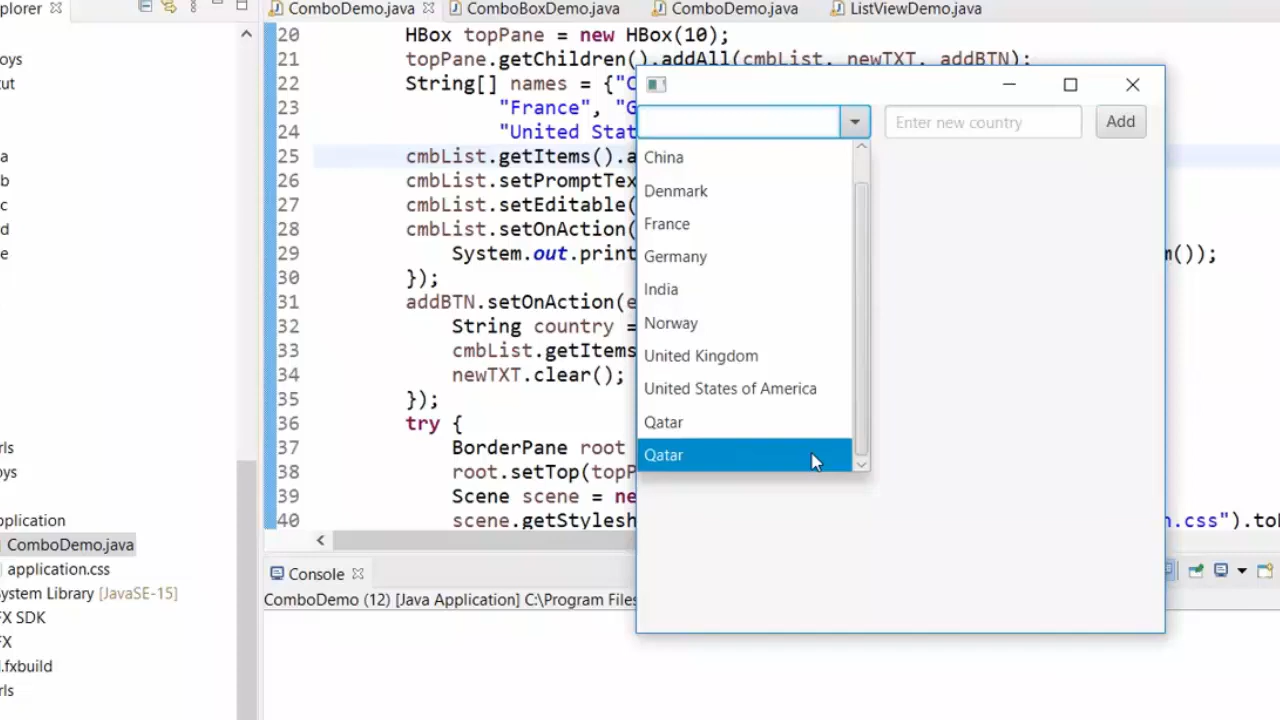 plorer
ComboDemo.java
ComboBoxDemo.java
ComboDemo.java
ListViewDemo.java
oys
ut
a
b
c
d
e
rls
oys
pplication
ComboDemo.java
application.css
ystem Library [JavaSE-15]
FX SDK
FX
l.fxbuild
rls
20 HBox topPane = new HBox(10);
21 topPane.getChildren().addAll(cmbList, newTXT, addBTN);
22 String[] names = {"C
23 "France", "G
24 "United Stat
25 cmbList.getItems().a
26 cmbList.setPromptTex
27 cmbList.setEditable(
28 cmbList.setOnAction(
29 System.out.print
m());
30 });
31 addBTN.setOnAction(e
32 String country =
33 cmbList.getItems
34 newTXT.clear();
35 });
36 try {
37 BorderPane root
38 root.setTop(topP
39 Scene scene = ne
40 scene.getStylesh
n.css").to
Enter new country
Add
China
Denmark
France
Germany
India
Norway
United Kingdom
United States of America
Qatar
Qatar
Console
ComboDemo (12) [Java Application] C:\Program Files